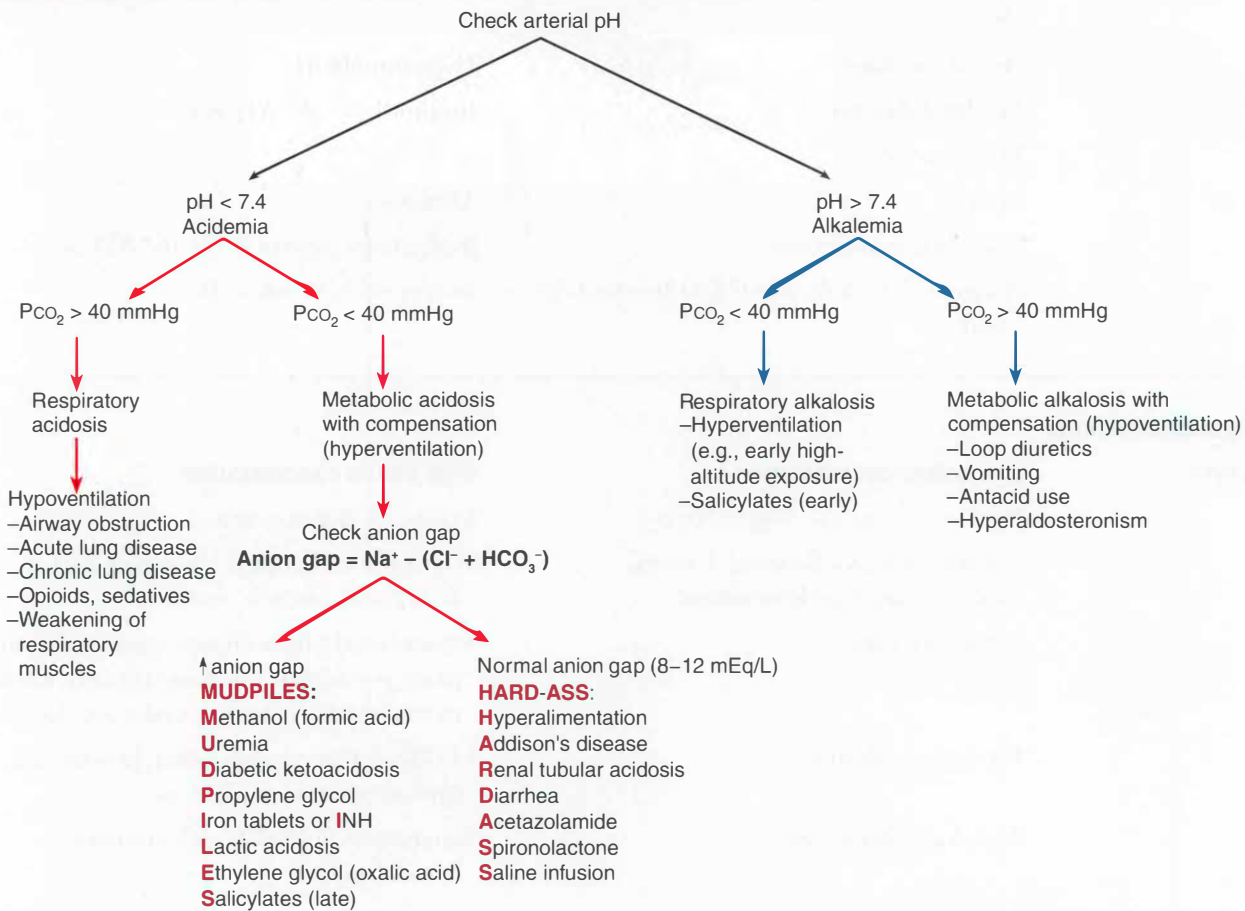 Check arterial pH
pH < 7.4
Acidemia
pH > 7.4
Alkalemia
PCO₂ > 40 mmHg
PCO₂ < 40 mmHg
PCO₂ < 40 mmHg
PCO₂ > 40 mmHg
Respiratory
acidosis
Metabolic acidosis
with compensation
(hyperventilation)
Respiratory alkalosis
–Hyperventilation
(e.g., early high-
altitude exposure)
–Salicylates (early)
Metabolic alkalosis with
compensation (hypoventilation)
–Loop diuretics
–Vomiting
–Antacid use
–Hyperaldosteronism
Hypoventilation
–Airway obstruction
–Acute lung disease
–Chronic lung disease
–Opioids, sedatives
–Weakening of
respiratory
muscles
Check anion gap
Anion gap = Na⁺ – (Cl⁻ + HCO₃⁻)
↑ anion gap
MUDPILES:
Methanol (formic acid)
Uremia
Diabetic ketoacidosis
Propylene glycol
Iron tablets or INH
Lactic acidosis
Ethylene glycol (oxalic acid)
Salicylates (late)
Normal anion gap (8–12 mEq/L)
HARD-ASS:
Hyperalimentation
Addison's disease
Renal tubular acidosis
Diarrhea
Acetazolamide
Spironolactone
Saline infusion